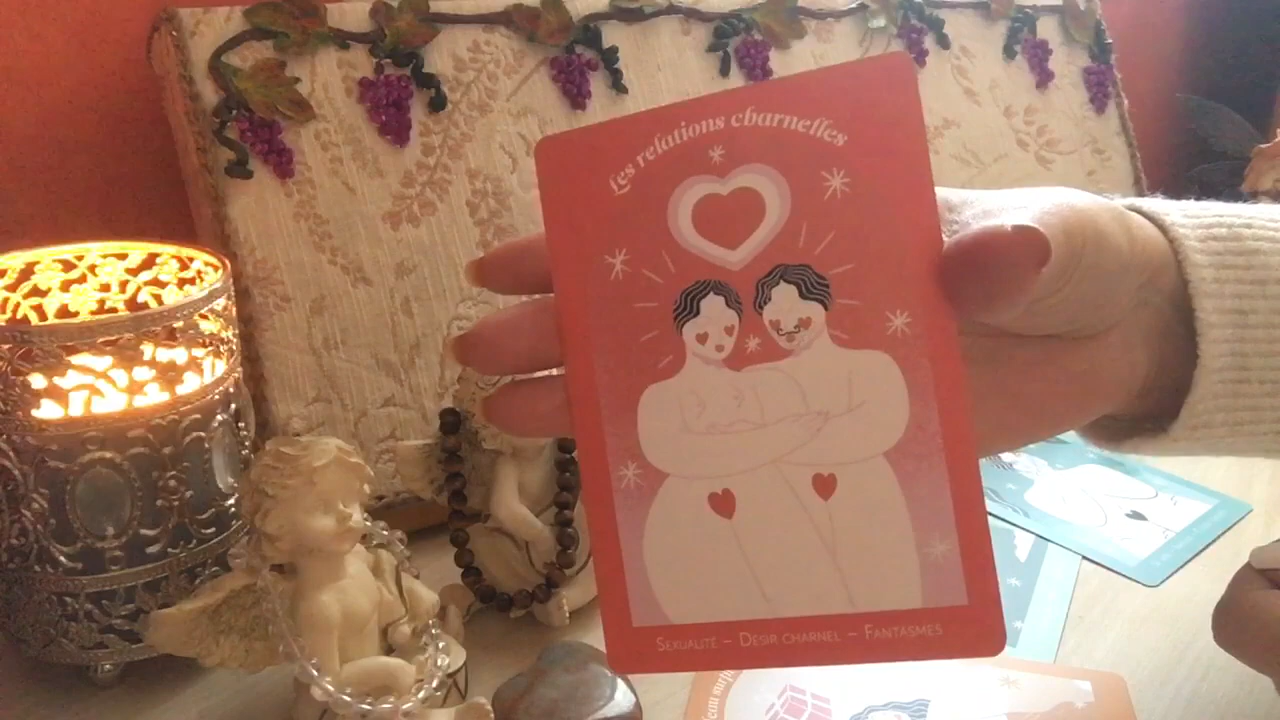 Les relations charnelles
SEXUALITÉ – DÉSIR CHARNEL – FANTASMES